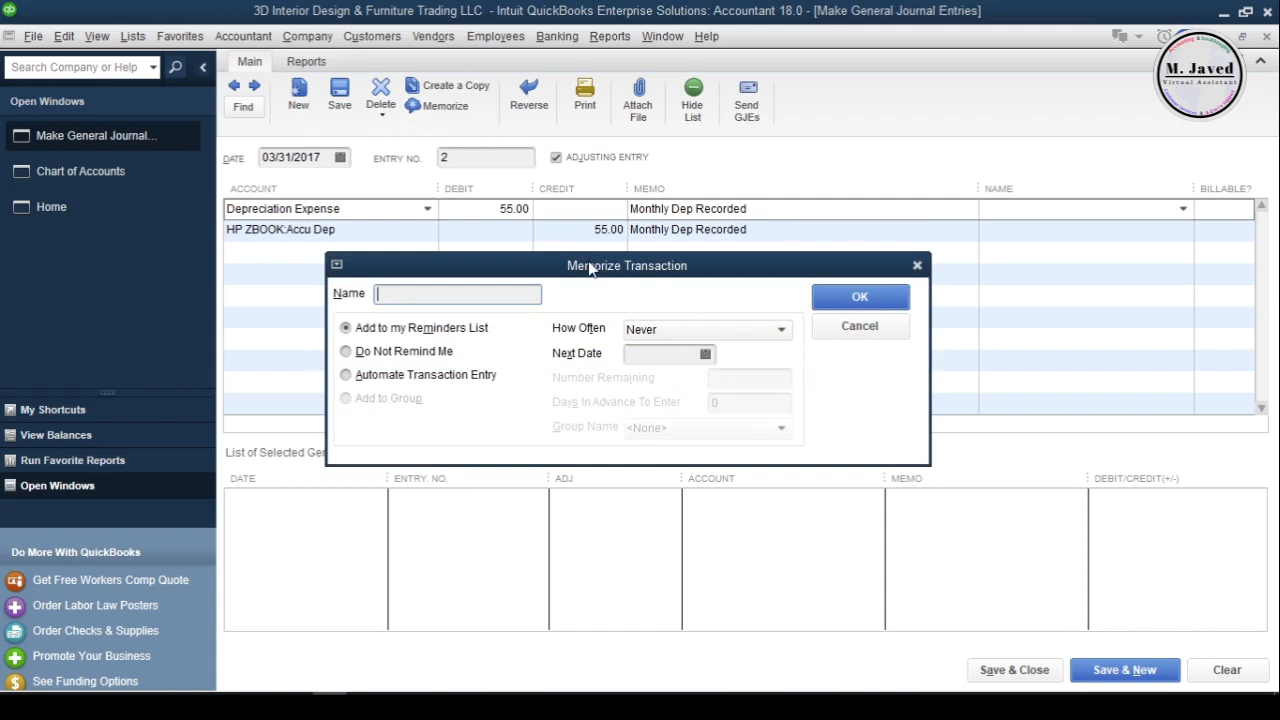 3D Interior Design & Furniture Trading LLC - Intuit QuickBooks Enterprise Solutions: Accountant 18.0 - [Make General Journal Entries]
File Edit View Lists Favorites Accountant Company Customers Vendors Employees Banking Reports Window Help
Search Company or Help
Open Windows
Make General Journal...
Chart of Accounts
Home
My Shortcuts
View Balances
Run Favorite Reports
Open Windows
Do More With QuickBooks
Get Free Workers Comp Quote
Order Labor Law Posters
Order Checks & Supplies
Promote Your Business
See Funding Options
Main Reports
Find
New
Save
Delete
Create a Copy
Memorize
Reverse
Print
Attach File
Hide List
Send GJEs
M. Javed
Virtual Assistant
DATE 03/31/2017 ENTRY NO. 2 ADJUSTING ENTRY
ACCOUNT DEBIT CREDIT MEMO NAME BILLABLE?
Depreciation Expense 55.00 Monthly Dep Recorded
HP ZBOOK:Accu Dep 55.00 Monthly Dep Recorded
Memorize Transaction
Name
OK
Cancel
Add to my Reminders List
Do Not Remind Me
Automate Transaction Entry
Add to Group
How Often Never
Next Date
Number Remaining
Days In Advance To Enter 0
Group Name <None>
List of Selected Ge
DATE ENTRY. NO. ADJ ACCOUNT MEMO DEBIT/CREDIT(+/-)
Save & Close Save & New Clear